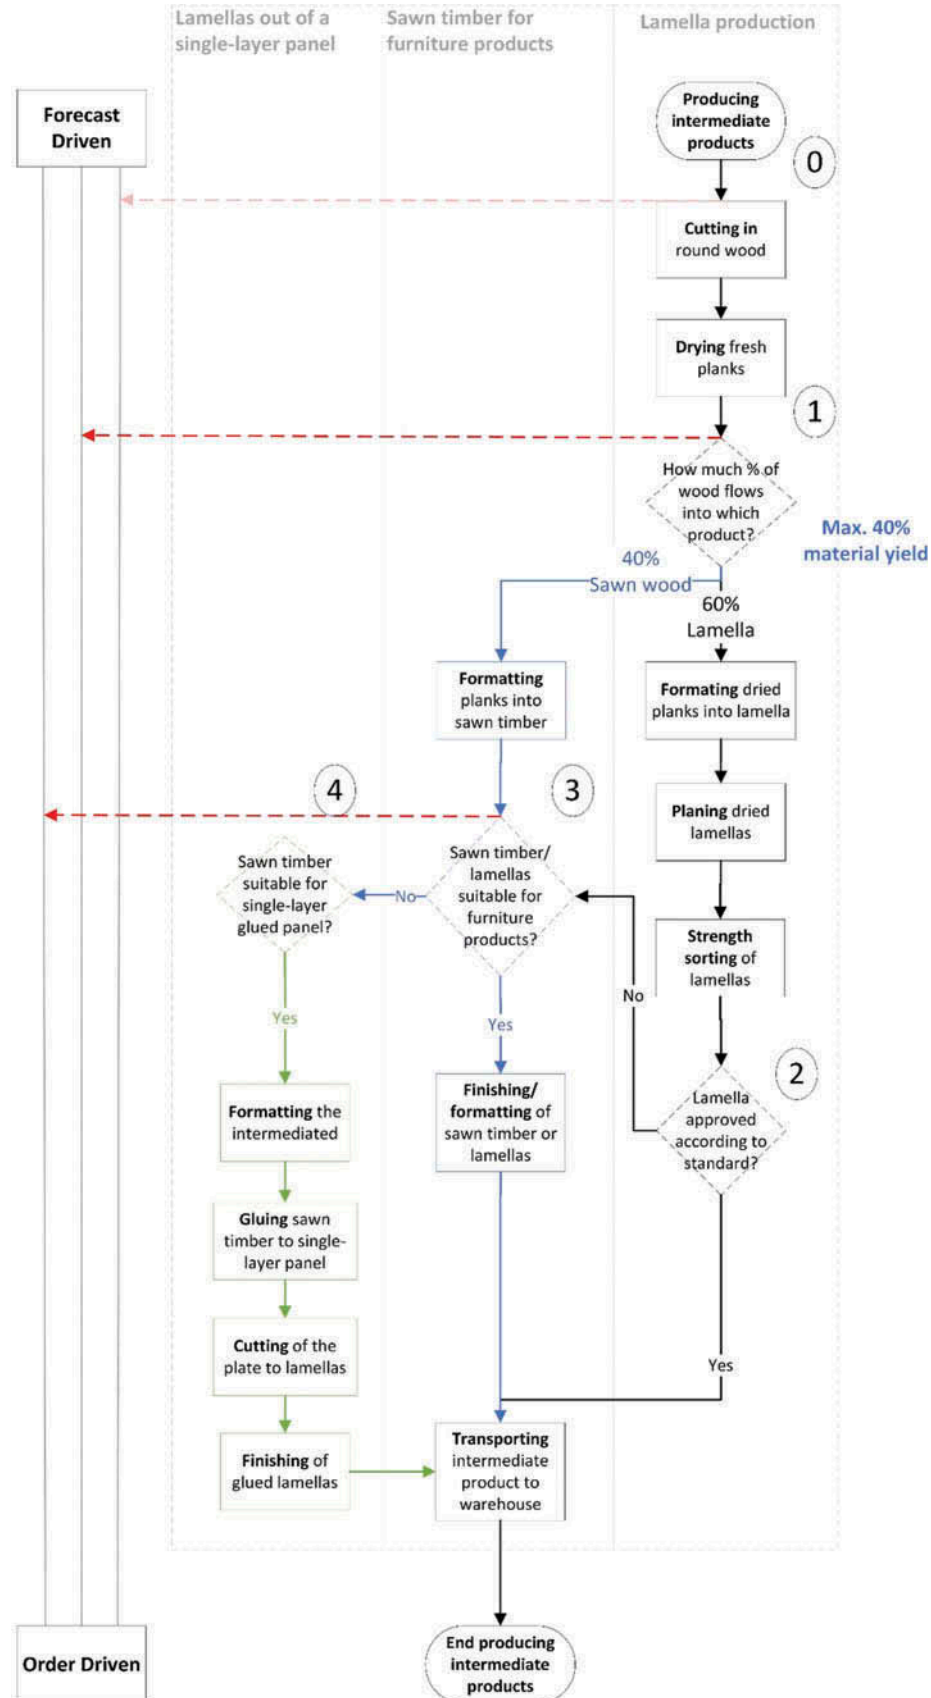 Lamellas out of a
single-layer panel
Sawn timber for
furniture products
Lamella production
Forecast
Driven
Producing
intermediate
products
0
Cutting in
round wood
Drying fresh
planks
1
How much % of
wood flows
into which
product?
Max. 40%
material yield
40%
Sawn wood
60%
Lamella
Formatting
planks into
sawn timber
Formating dried
planks into lamella
4
3
Planing dried
lamellas
Sawn timber
suitable for
single-layer
glued panel?
No
Sawn timber/
lamellas
suitable for
furniture
products?
Strength
sorting of
lamellas
No
Yes
Yes
2
Lamella
approved
according to
standard?
Formatting the
intermediated
Finishing/
formatting of
sawn timber or
lamellas
Gluing sawn
timber to single-
layer panel
Cutting of the
plate to lamellas
Yes
Finishing of
glued lamellas
Transporting
intermediate
product to
warehouse
Order Driven
End producing
intermediate
products